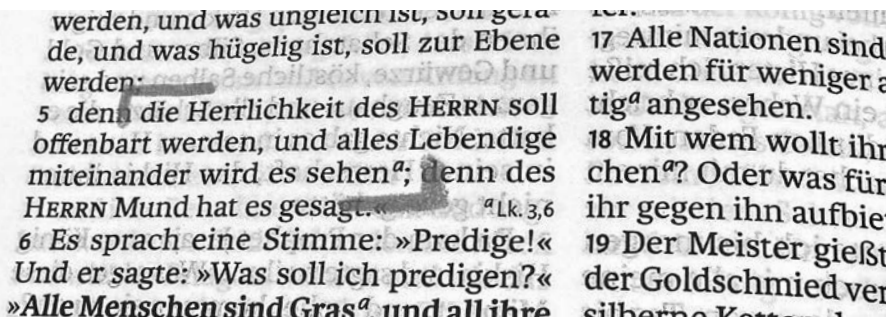 werden, und was ungleich ist, soll gera-
de, und was hügelig ist, soll zur Ebene
werden.
5 denn die Herrlichkeit des HERRN soll
offenbart werden, und alles Lebendige
miteinander wird es sehen^a; denn des
HERRN Mund hat es gesagt.« ^a Lk. 3,6
6 Es sprach eine Stimme: »Predige!«
Und er sagte: »Was soll ich predigen?«
»Alle Menschen sind Gras^a und all ihre
17 Alle Nationen sind
werden für weniger
tig^a angesehen.
18 Mit wem wollt ihr
chen^a? Oder was für
ihr gegen ihn aufbie
19 Der Meister gießt
der Goldschmied ver
silberne Ketten